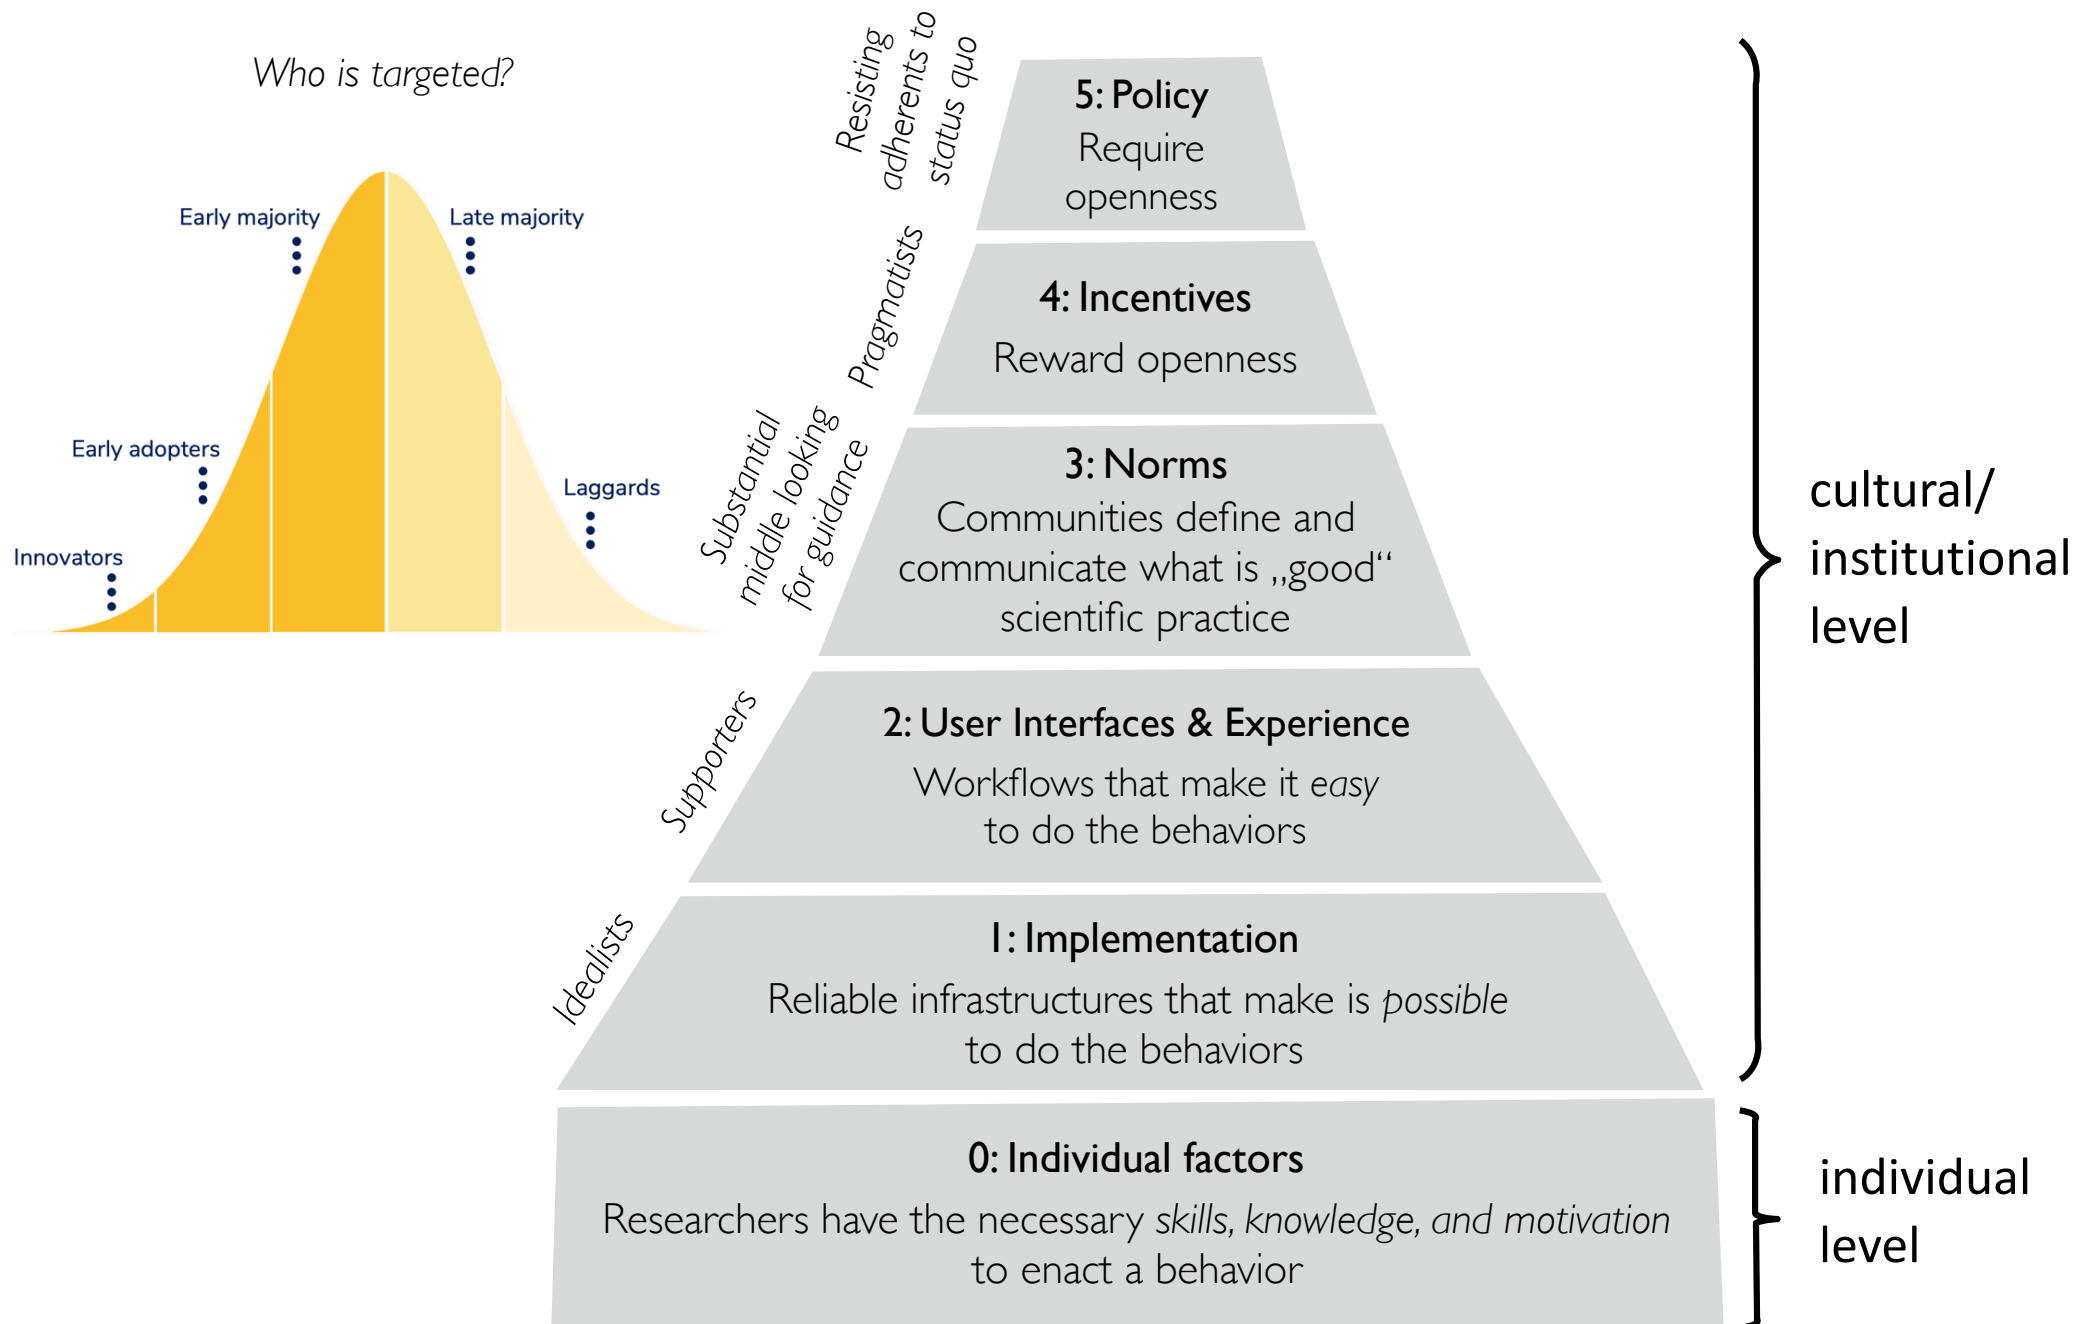 Who is targeted?
Early majority
Late majority
Early adopters
Laggards
Innovators
Resisting
adherents to
status quo
Pragmatists
Substantial
middle looking
for guidance
Supporters
Idealists
5: Policy
Require
openness
4: Incentives
Reward openness
3: Norms
Communities define and
communicate what is „good“
scientific practice
2: User Interfaces & Experience
Workflows that make it easy
to do the behaviors
1: Implementation
Reliable infrastructures that make is possible
to do the behaviors
0: Individual factors
Researchers have the necessary skills, knowledge, and motivation
to enact a behavior
cultural/
institutional
level
individual
level